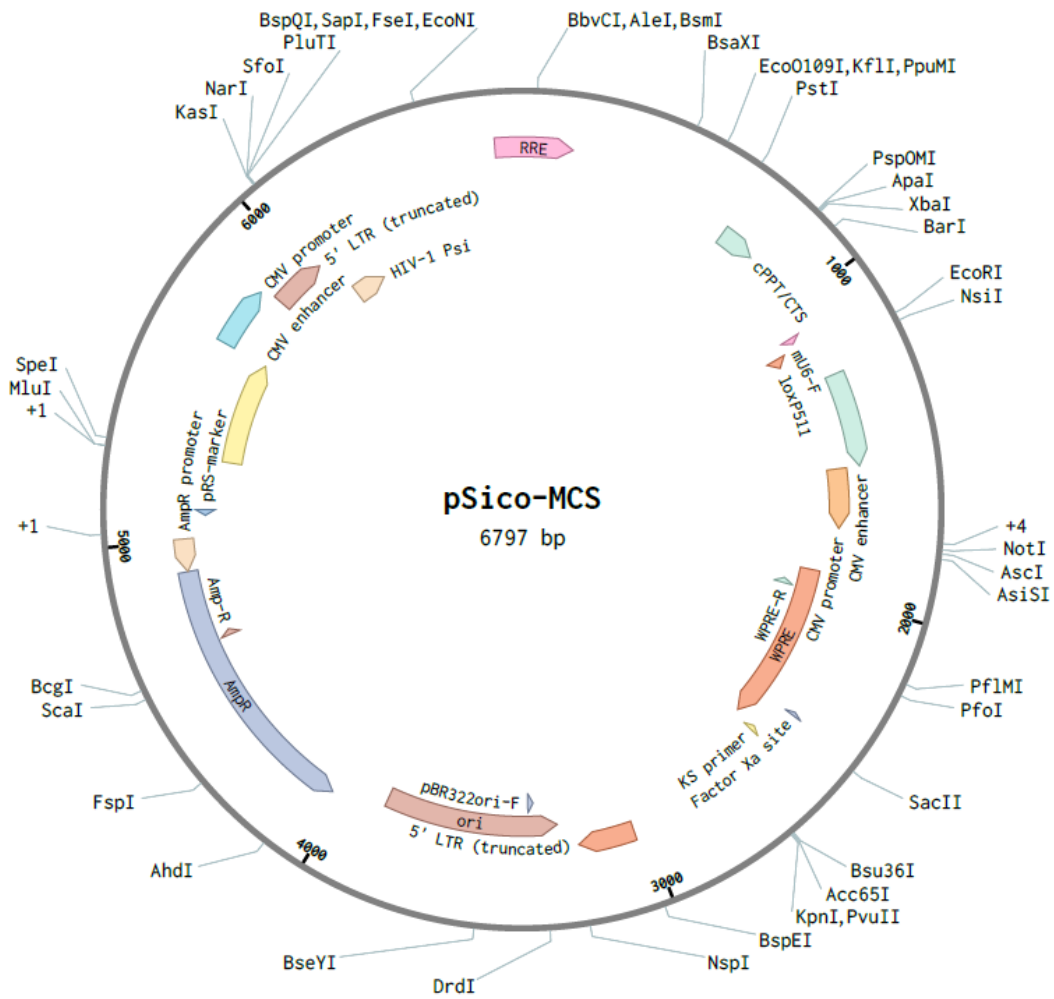 BspQI,SapI,FseI,EcoNI
BbvCI,AleI,BsmI
PluTI
BsaXI
SfoI
EcoO109I,KflI,PpuMI
NarI
PstI
KasI
RRE
PspOMI
ApaI
XbaI
BarI
6000
CMV promoter
5' LTR (truncated)
HIV-1 Psi
CMV enhancer
cPPT/CTS
1000
EcoRI
NsiI
mU6-F
loxP511
SpeI
MluI
+1
AmpR promoter
pRS-marker
pSico-MCS
6797 bp
CMV enhancer
CMV promoter
+1
5000
+4
NotI
AscI
AsiSI
Amp-R
WPRE-R
WPRE
2000
AmpR
BcgI
ScaI
PflMI
PfoI
KS primer
Factor Xa site
FspI
SacII
pBR322ori-F
ori
5' LTR (truncated)
4000
AhdI
3000
Bsu36I
Acc65I
KpnI,PvuII
BspEI
BseYI
NspI
DrdI